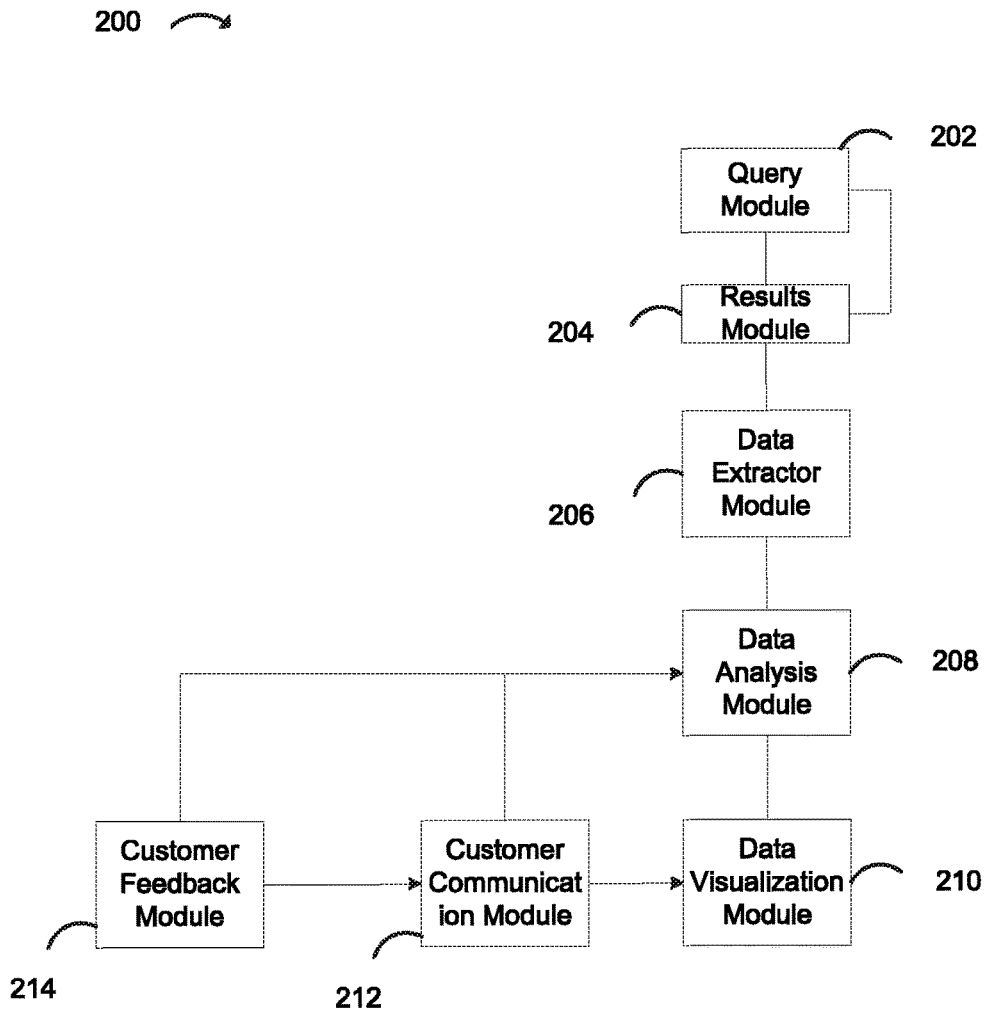 200
202
Query
Module
204
Results
Module
206
Data
Extractor
Module
208
Data
Analysis
Module
Customer
Feedback
Module
Customer
Communicat
ion Module
Data
Visualization
Module
210
214
212